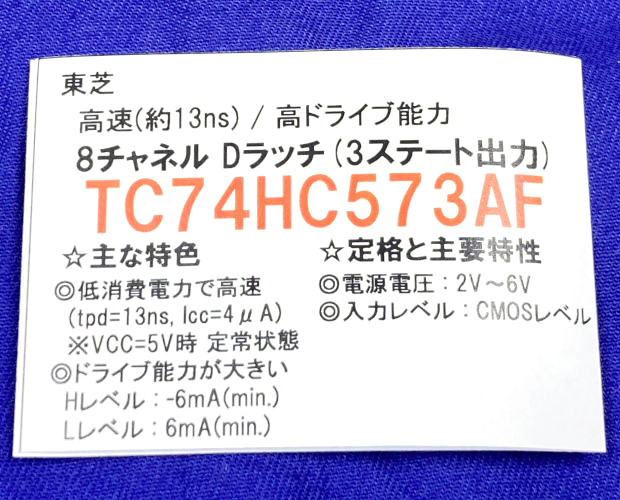 東芝
高速(約13ns) / 高ドライブ能力
8チャネル Dラッチ(3ステート出力)
TC74HC573AF
☆主な特色
◎低消費電力で高速
(tpd=13ns, Icc=4μA)
※VCC=5V時 定常状態
◎ドライブ能力が大きい
Hレベル：-6mA(min.)
Lレベル：6mA(min.)
☆定格と主要特性
◎電源電圧：2V～6V
◎入力レベル：CMOSレベル